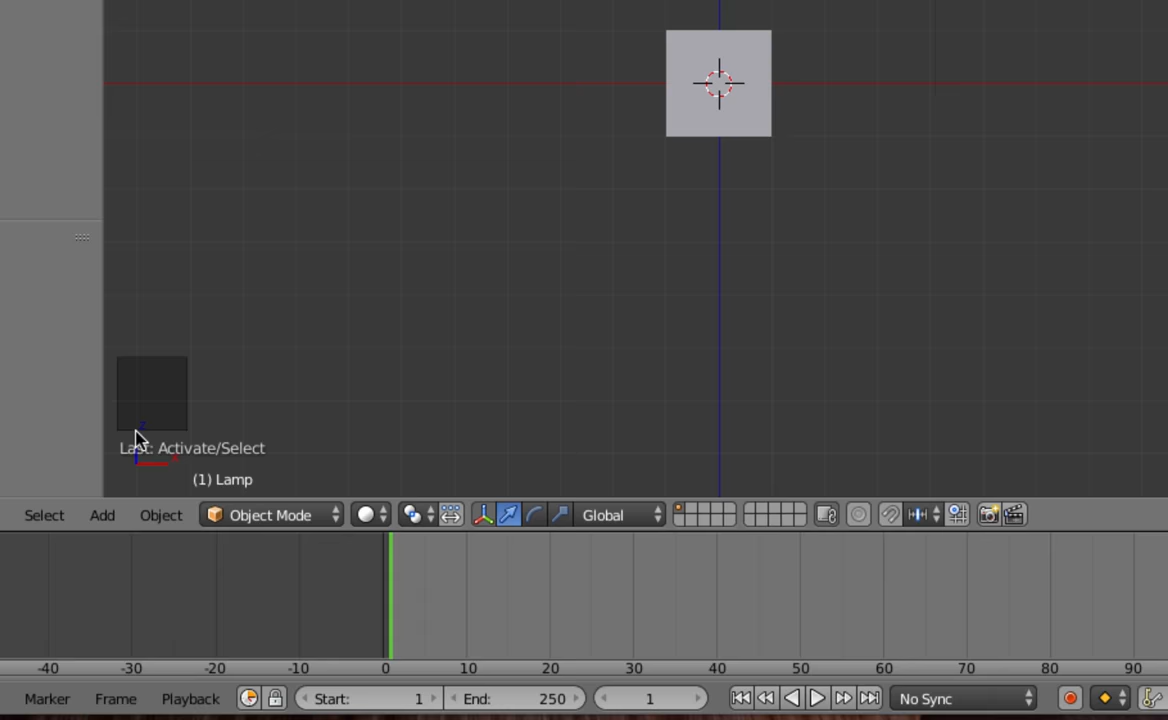 z
Last: Activate/Select
x
(1) Lamp
Select Add Object Object Mode Global
-40 -30 -20 -10 0 10 20 30 40 50 60 70 80 90
Marker Frame Playback Start: 1 End: 250 1 No Sync